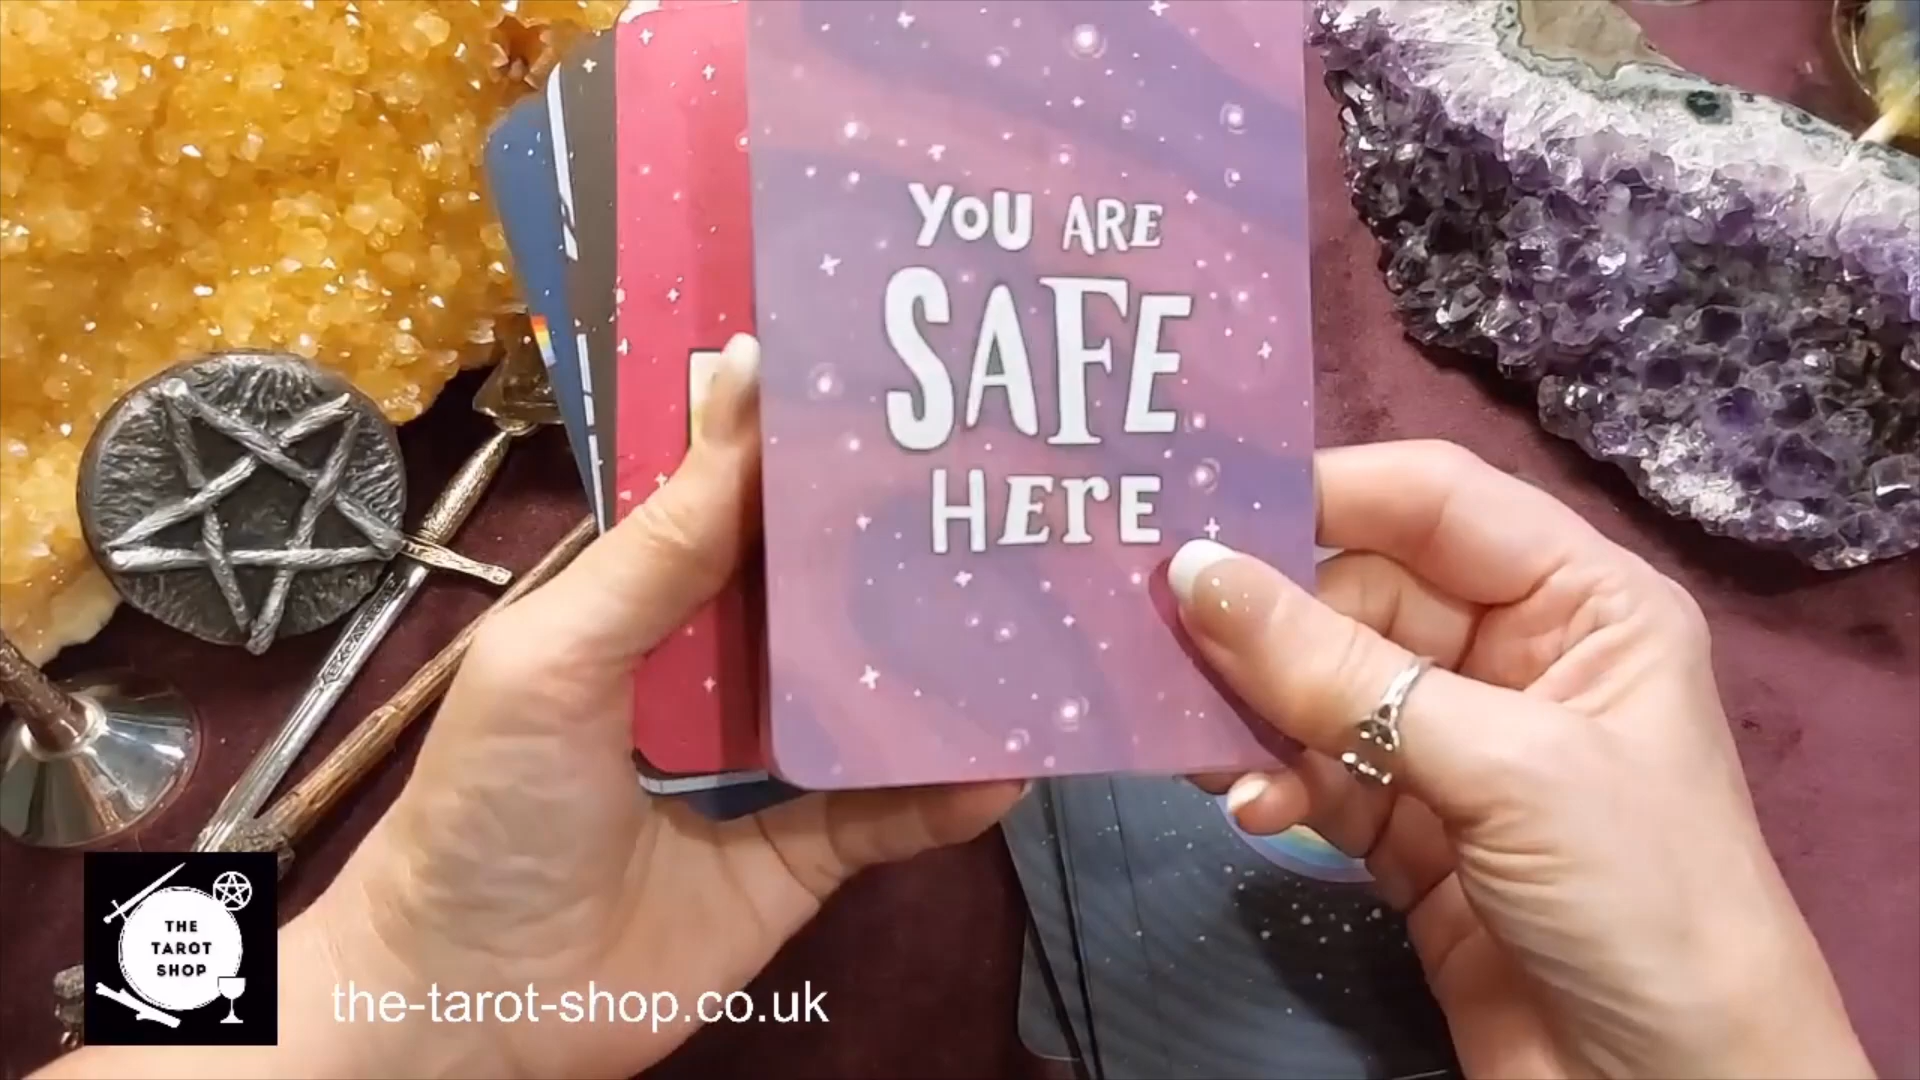 YOU ARE
SAFE
HERE
THE
TAROT
SHOP
the-tarot-shop.co.uk